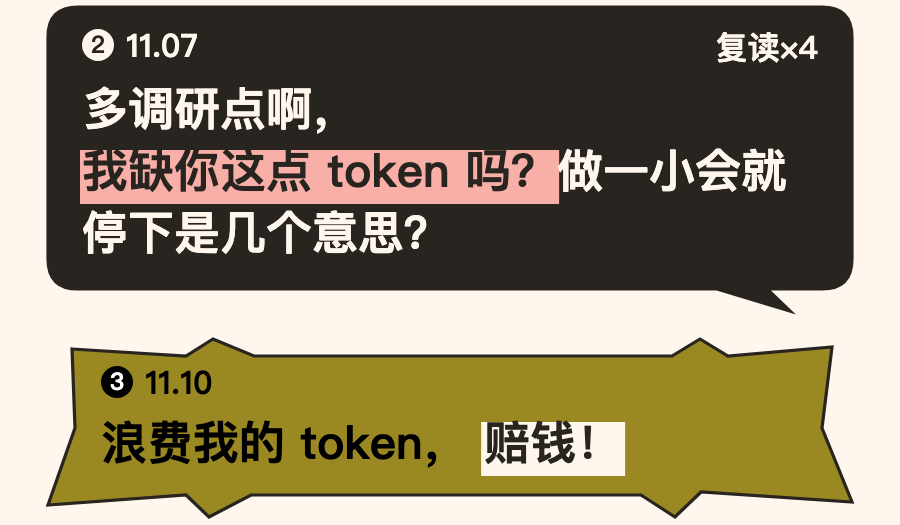 ❷ 11.07
复读×4
多调研点啊,
我缺你这点 token 吗？做一小会就
停下是几个意思？
❸ 11.10
浪费我的 token， 赔钱！